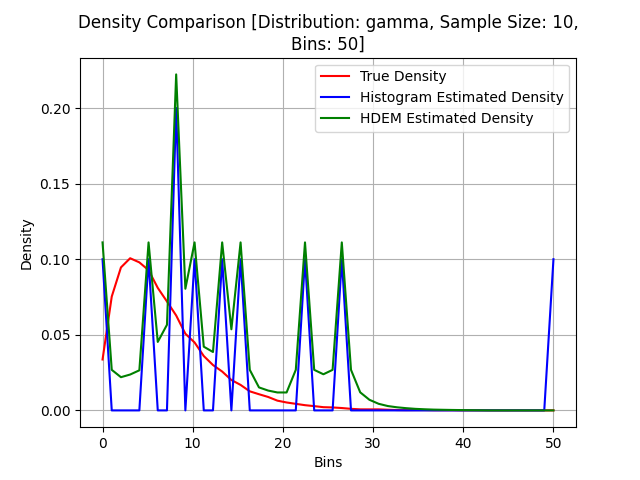 Density Comparison [Distribution: gamma, Sample Size: 10,
Bins: 50]
True Density
Histogram Estimated Density
HDEM Estimated Density
Density
0.20
0.15
0.10
0.05
0.00
0 10 20 30 40 50
Bins